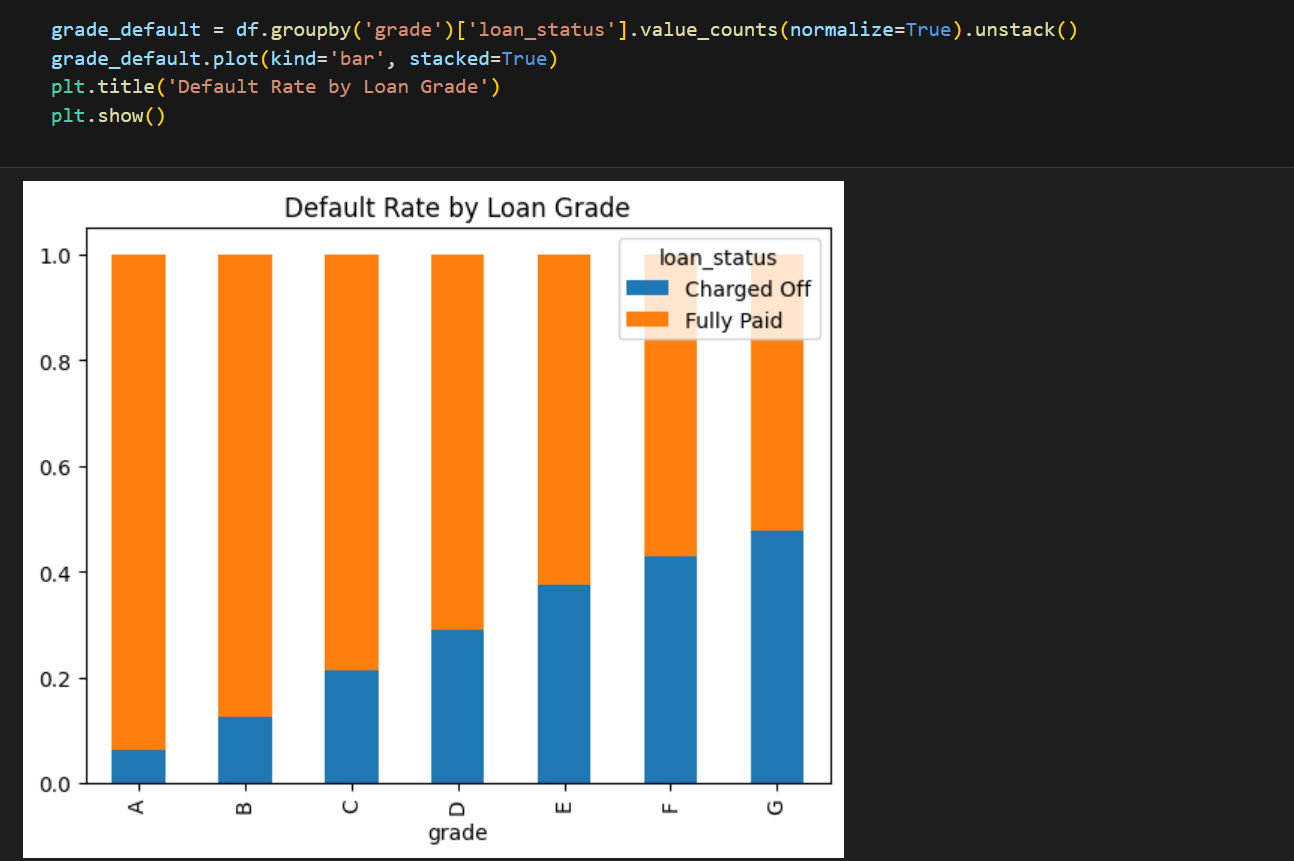 grade_default = df.groupby('grade')['loan_status'].value_counts(normalize=True).unstack()
grade_default.plot(kind='bar', stacked=True)
plt.title('Default Rate by Loan Grade')
plt.show()
Default Rate by Loan Grade
loan_status
Charged Off
Fully Paid
1.0
0.8
0.6
0.4
0.2
0.0
A B C D E F G
grade